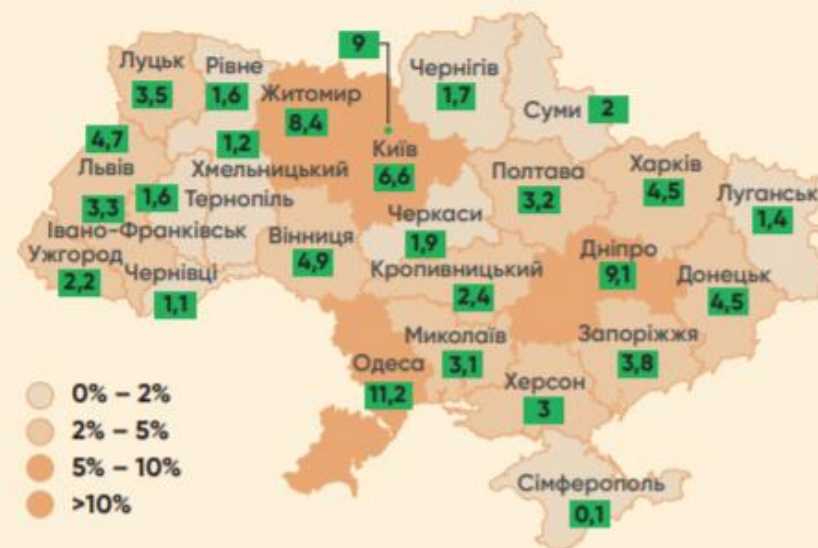 9
Луцьк
3,5
Рівне
1,6
Житомир
8,4
Чернігів
1,7
Суми 2
4,7
Львів
1,2
Хмельницький
Київ
6,6
Полтава
3,2
Харків
4,5
Луганськ
1,4
3,3
1,6
Тернопіль
Івано-Франківськ
Черкаси
1,9
Ужгород
2,2
Чернівці
1,1
Вінниця
4,9
Кропивницький
2,4
Дніпро
9,1
Донецьк
4,5
Одеса
11,2
Миколаїв
3,1
Запоріжжя
3,8
Херсон
3
Сімферополь
0,1
0% – 2%
2% – 5%
5% – 10%
>10%